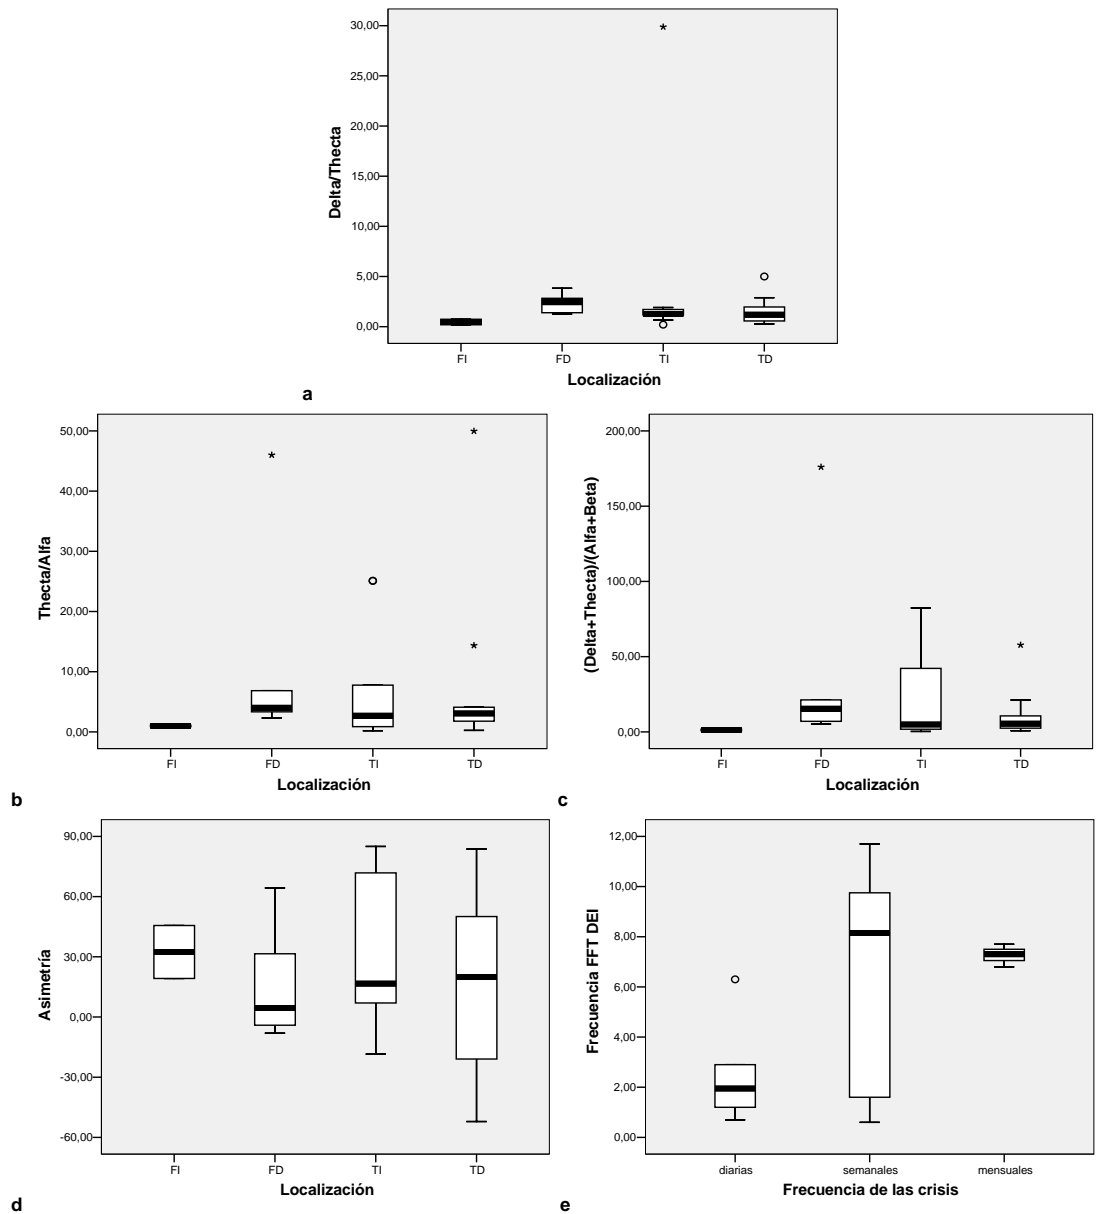 30,00
25,00
20,00
15,00
10,00
5,00
0,00
Delta/Thecta
FI FD TI TD
Localización
a
50,00
40,00
30,00
20,00
10,00
0,00
Thecta/Alfa
FI FD TI TD
Localización
b
200,00
150,00
100,00
50,00
0,00
(Delta+Thecta)/(Alfa+Beta)
FI FD TI TD
Localización
c
90,00
60,00
30,00
0,00
-30,00
-60,00
Asimetría
FI FD TI TD
Localización
d
12,00
10,00
8,00
6,00
4,00
2,00
0,00
Frecuencia FFT DEI
diarias semanales mensuales
Frecuencia de las crisis
e